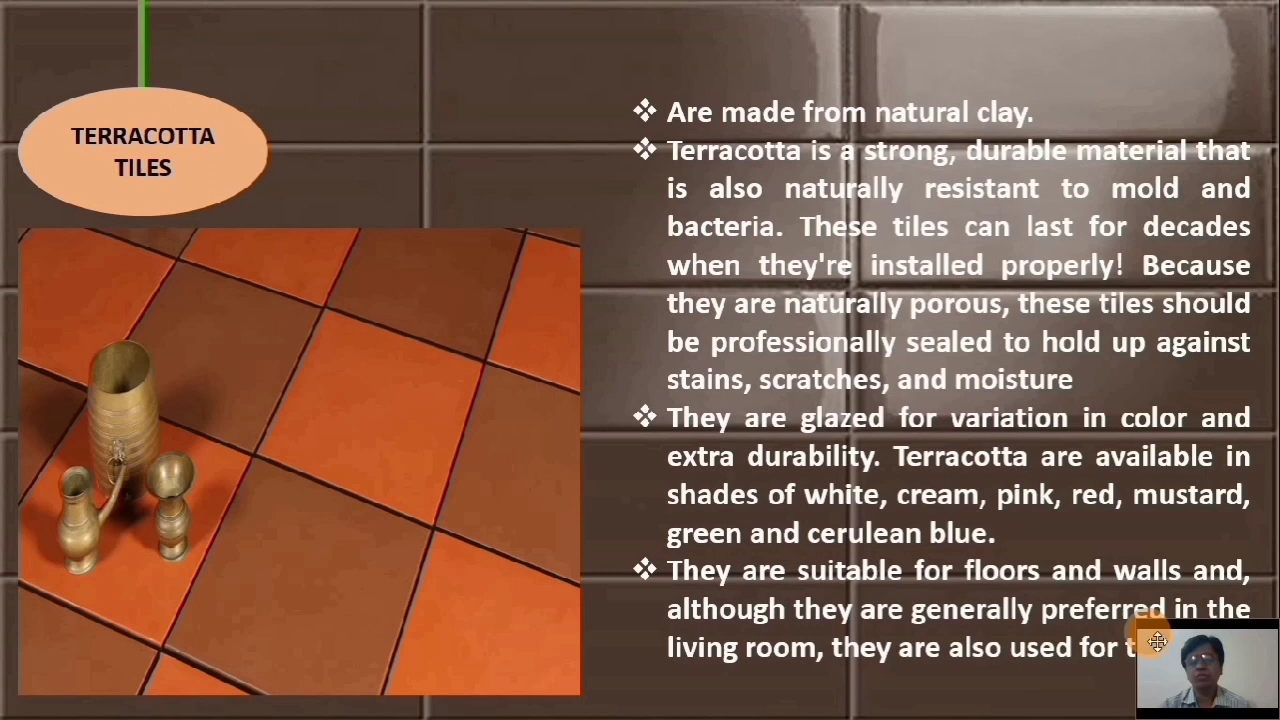 TERRACOTTA
TILES
❖ Are made from natural clay.
❖ Terracotta is a strong, durable material that
is also naturally resistant to mold and
bacteria. These tiles can last for decades
when they're installed properly! Because
they are naturally porous, these tiles should
be professionally sealed to hold up against
stains, scratches, and moisture
❖ They are glazed for variation in color and
extra durability. Terracotta are available in
shades of white, cream, pink, red, mustard,
green and cerulean blue.
❖ They are suitable for floors and walls and,
although they are generally preferred in the
living room, they are also used for